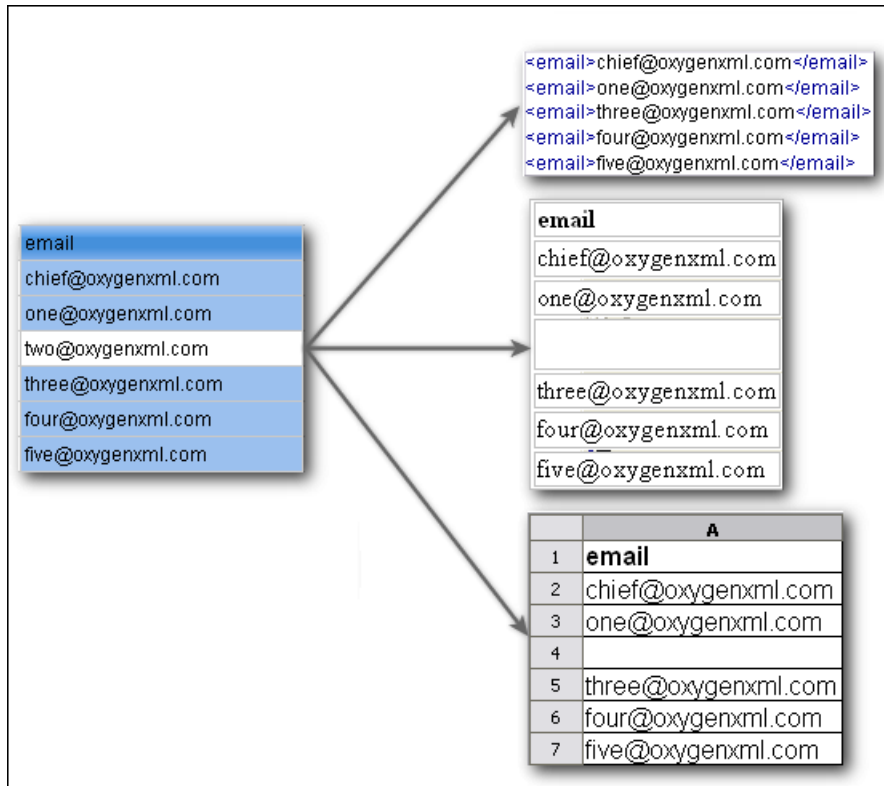 email
chief@oxygenxml.com
one@oxygenxml.com
two@oxygenxml.com
three@oxygenxml.com
four@oxygenxml.com
five@oxygenxml.com
<email>chief@oxygenxml.com</email>
<email>one@oxygenxml.com</email>
<email>three@oxygenxml.com</email>
<email>four@oxygenxml.com</email>
<email>five@oxygenxml.com</email>
email
chief@oxygenxml.com
one@oxygenxml.com
three@oxygenxml.com
four@oxygenxml.com
five@oxygenxml.com
A
1 email
2 chief@oxygenxml.com
3 one@oxygenxml.com
4
5 three@oxygenxml.com
6 four@oxygenxml.com
7 five@oxygenxml.com